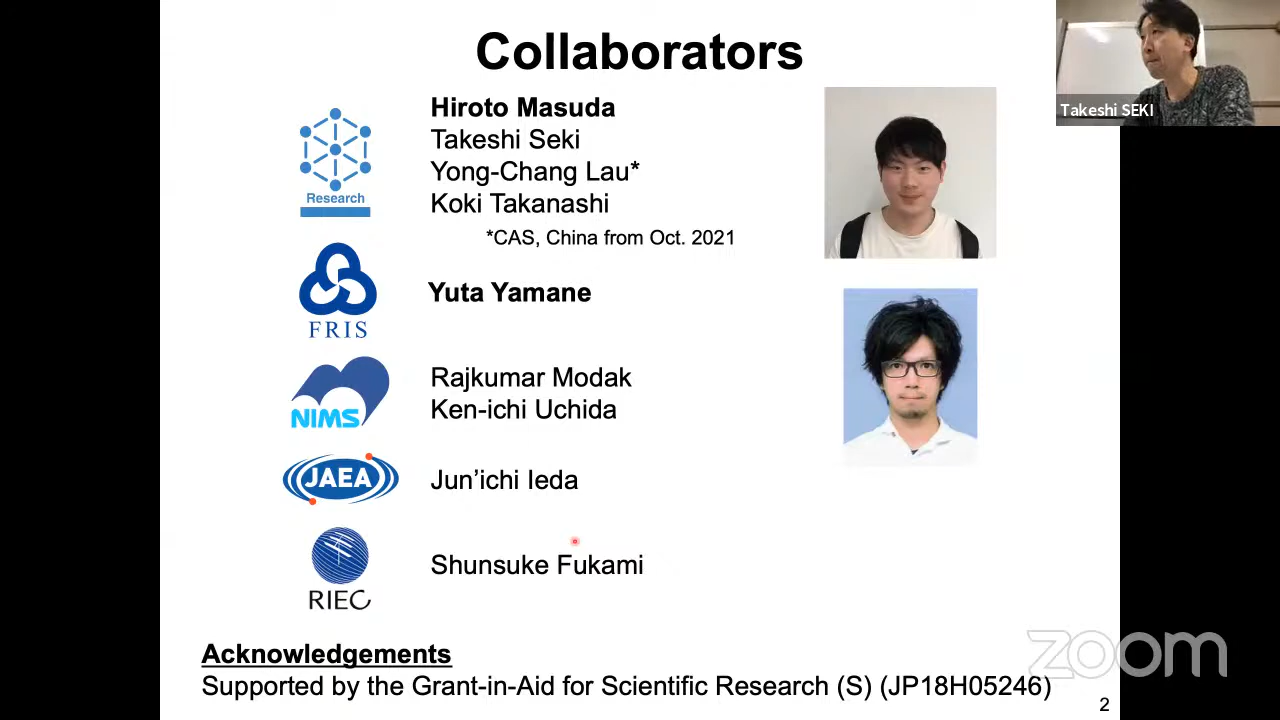 Collaborators
Takeshi SEKI
Research
Hiroto Masuda
Takeshi Seki
Yong-Chang Lau*
Koki Takanashi
*CAS, China from Oct. 2021
FRIS
Yuta Yamane
NIMS
Rajkumar Modak
Ken-ichi Uchida
JAEA
Jun’ichi Ieda
RIEC
Shunsuke Fukami
Acknowledgements
Supported by the Grant-in-Aid for Scientific Research (S) (JP18H05246)
zoom
2